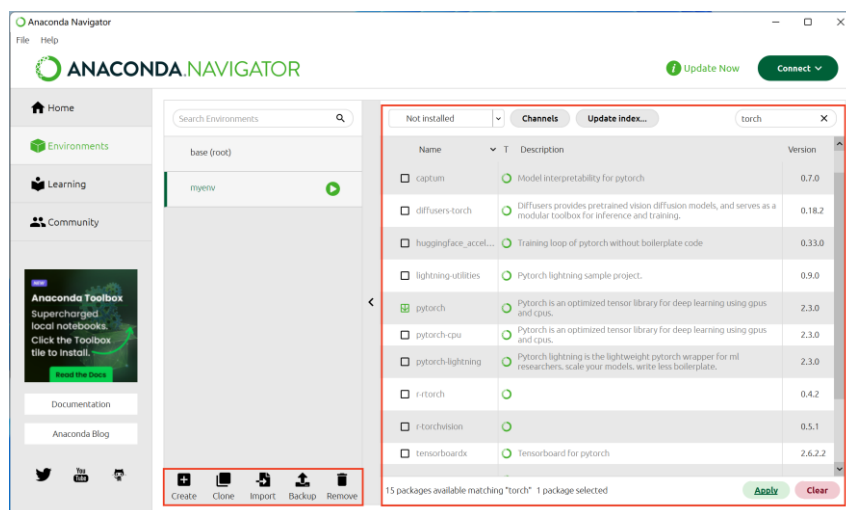 Anaconda Navigator
File Help
ANACONDA.NAVIGATOR
Update Now
Connect
Home
Environments
Learning
Community
NEW
Anaconda Toolbox
Supercharged
local notebooks.
Click the Toolbox
tile to Install.
Read the Docs
Documentation
Anaconda Blog
You
Tube
Search Environments
base (root)
myenv
Create Clone Import Backup Remove
Not installed Channels Update index... torch X
Name T Description Version
captum Model interpretability for pytorch 0.7.0
diffusers-torch Diffusers provides pretrained vision diffusion models, and serves as a
modular toolbox for inference and training. 0.18.2
huggingface_accel... Training loop of pytorch without boilerplate code 0.33.0
lightning-utilities Pytorch lightning sample project. 0.9.0
pytorch Pytorch is an optimized tensor library for deep learning using gpus
and cpus. 2.3.0
pytorch-cpu Pytorch is an optimized tensor library for deep learning using gpus
and cpus. 2.3.0
pytorch-lightning Pytorch lightning is the lightweight pytorch wrapper for ml
researchers. scale your models. write less boilerplate. 2.3.0
r-rtorch 0.4.2
r-torchvision 0.5.1
tensorboardx Tensorboard for pytorch 2.6.2.2
15 packages available matching "torch" 1 package selected
Apply Clear